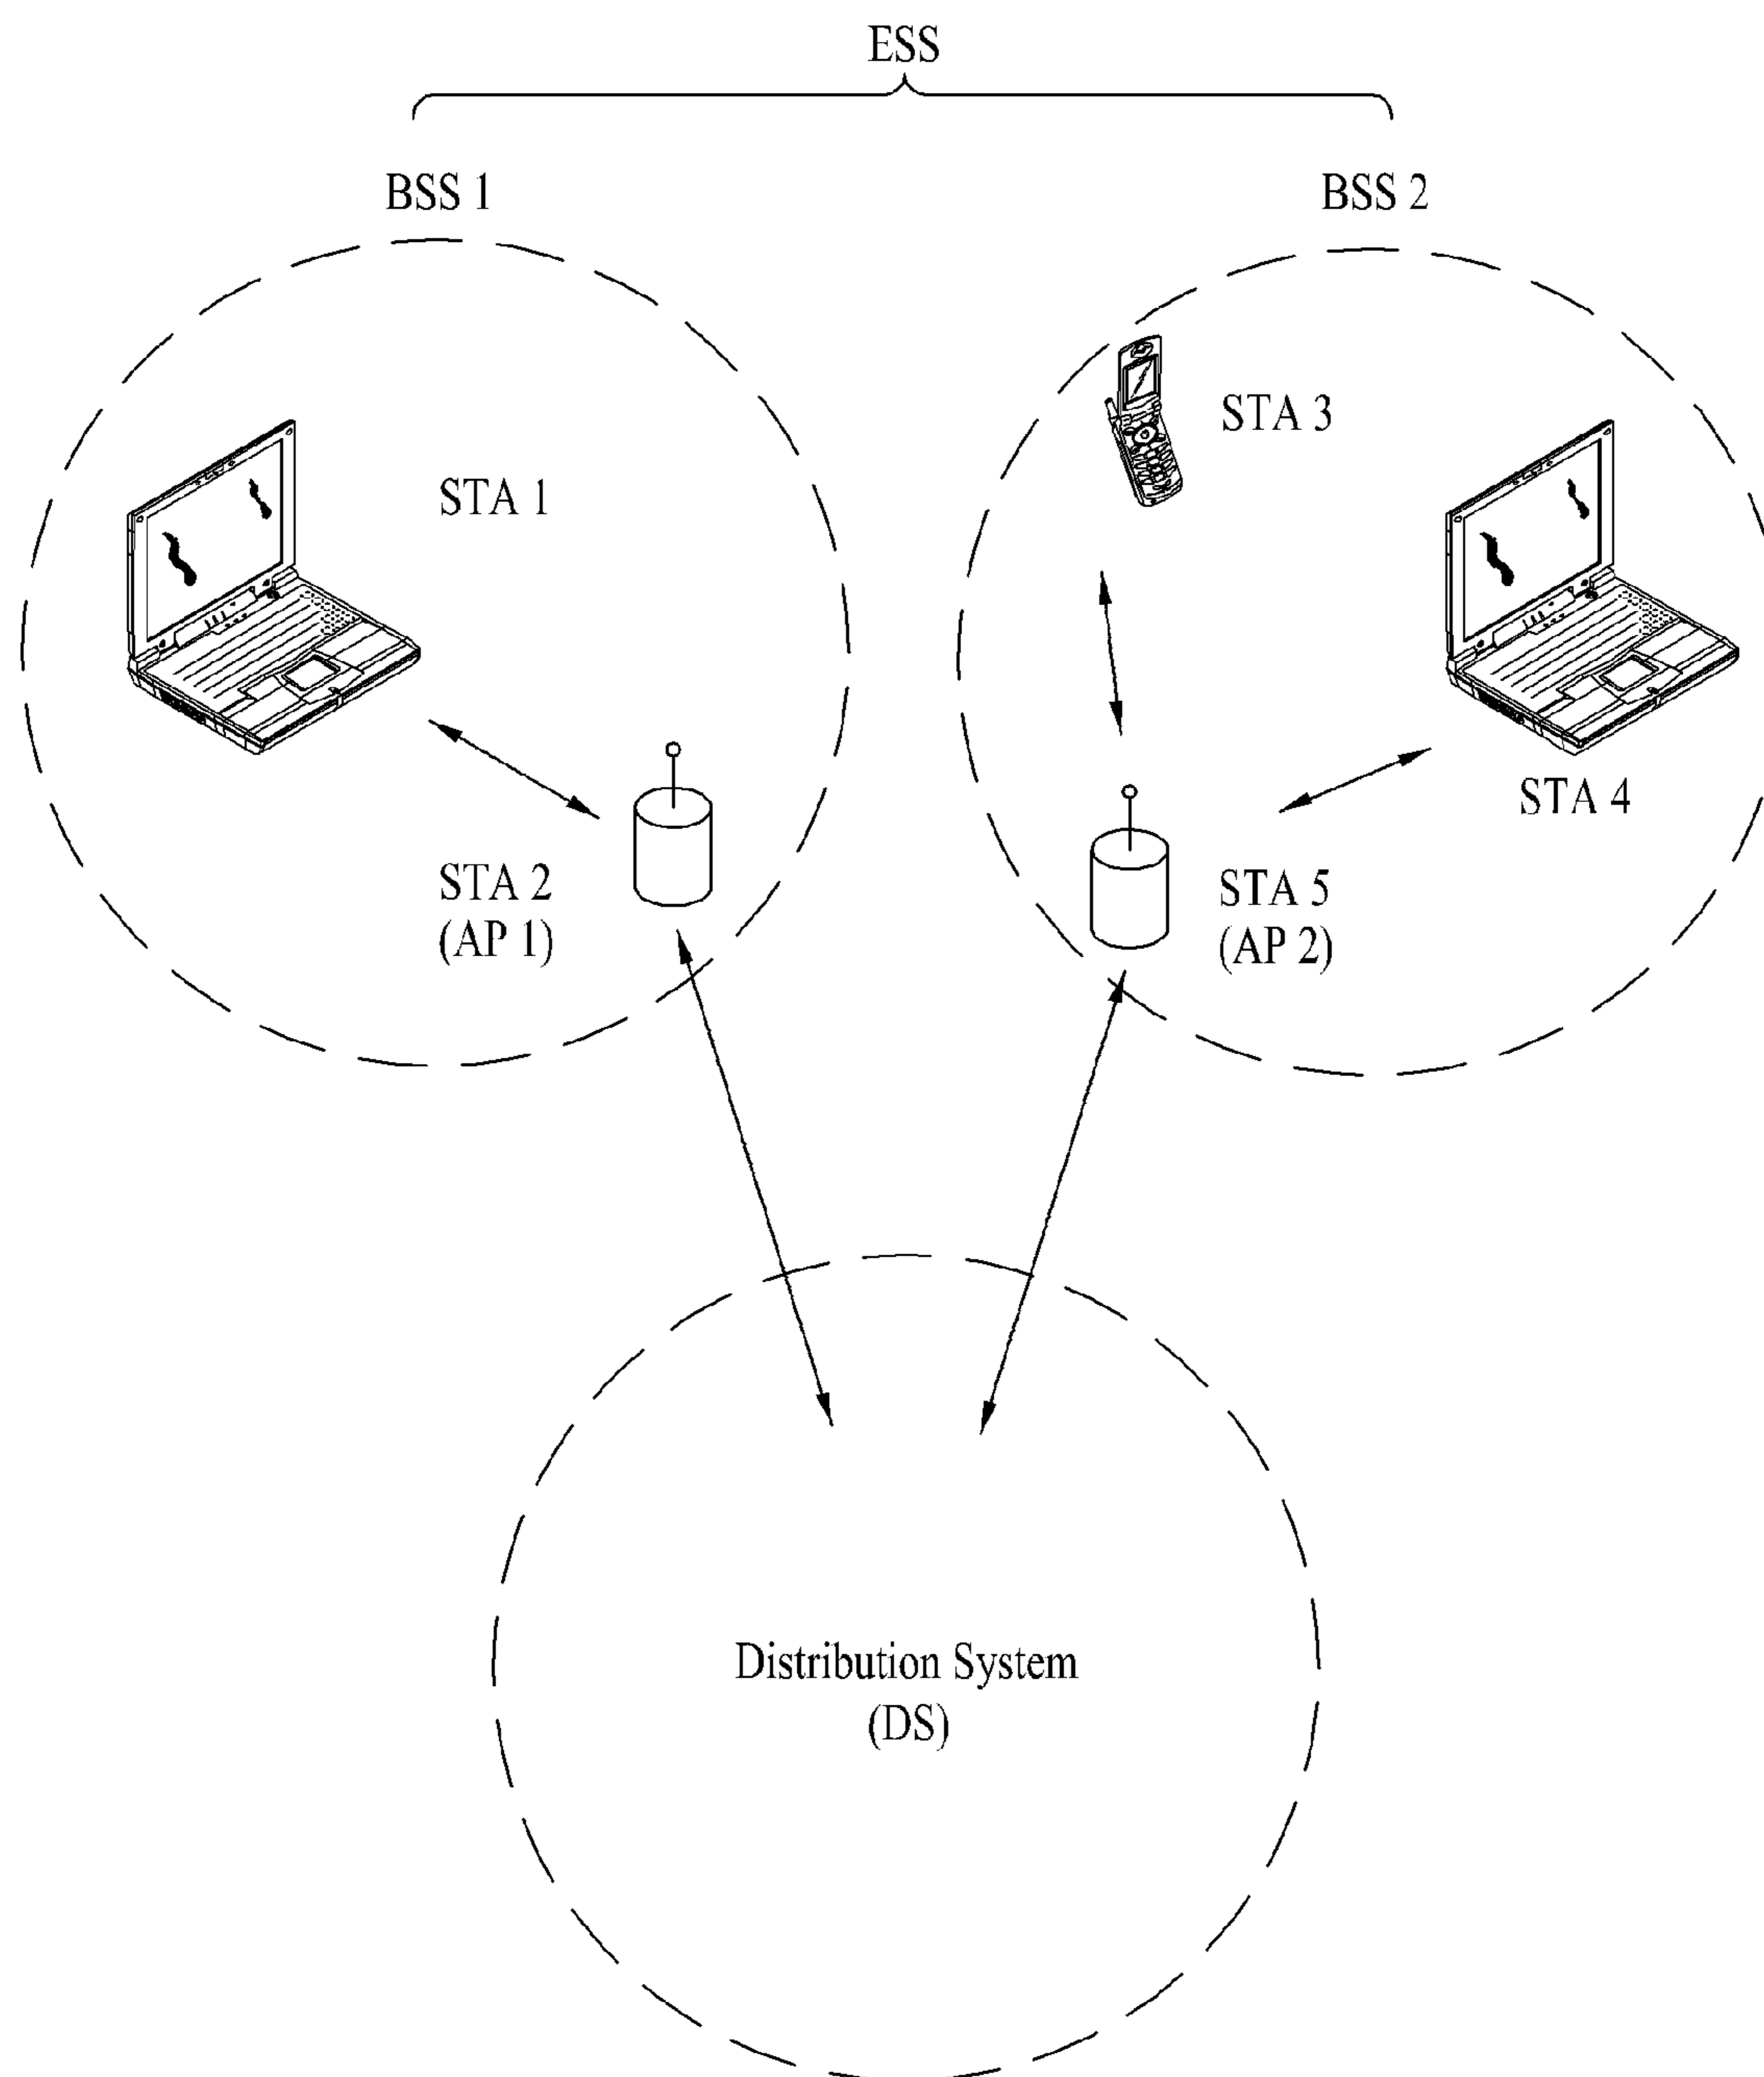 ESS
BSS 1
BSS 2
STA 3
STA 1
STA 4
STA 2
(AP 1)
STA 5
(AP 2)
Distribution System
(DS)